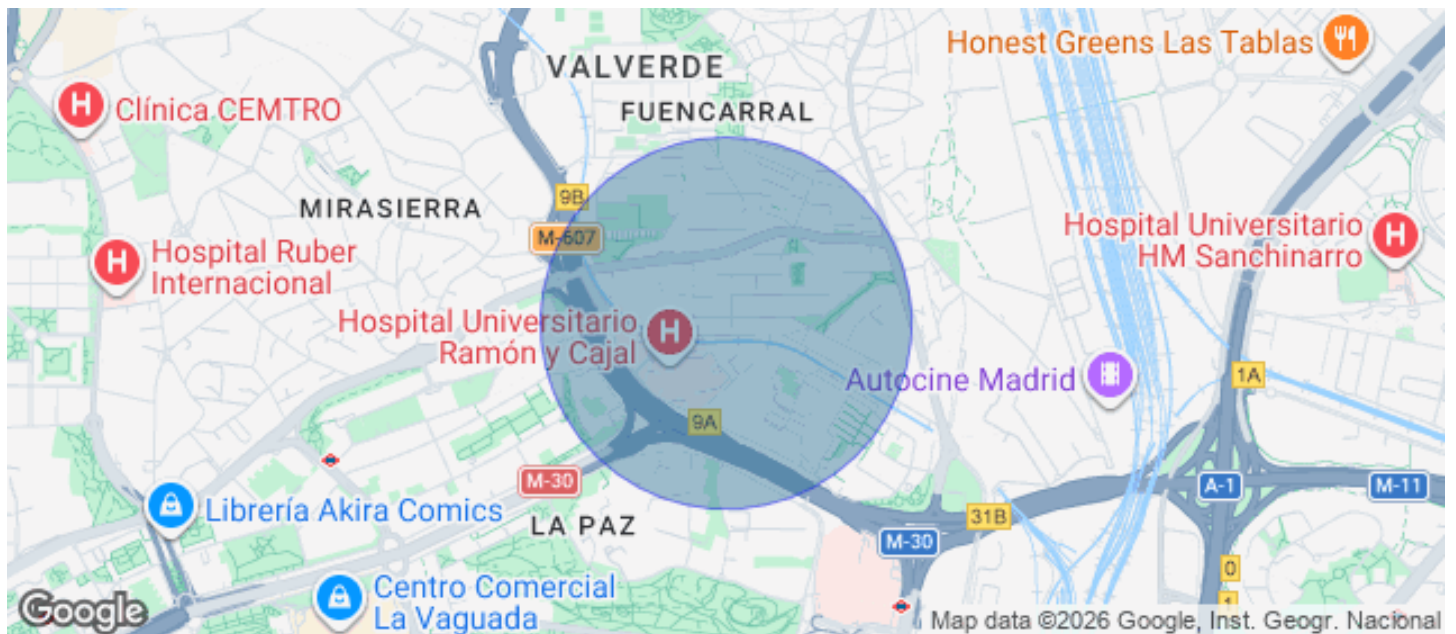 Honest Greens Las Tablas
VALVERDE
Clínica CEMTRO
FUENCARRAL
9B
MIRASIERRA
M-607
Hospital Universitario
HM Sanchinarro
Hospital Ruber
Internacional
Hospital Universitario
Ramón y Cajal
Autocine Madrid
1A
9A
M-30
A-1
M-11
Librería Akira Comics
LA PAZ
31B
M-30
0
1
Centro Comercial
La Vaguada
Google
Map data ©2026 Google, Inst. Geogr. Nacional